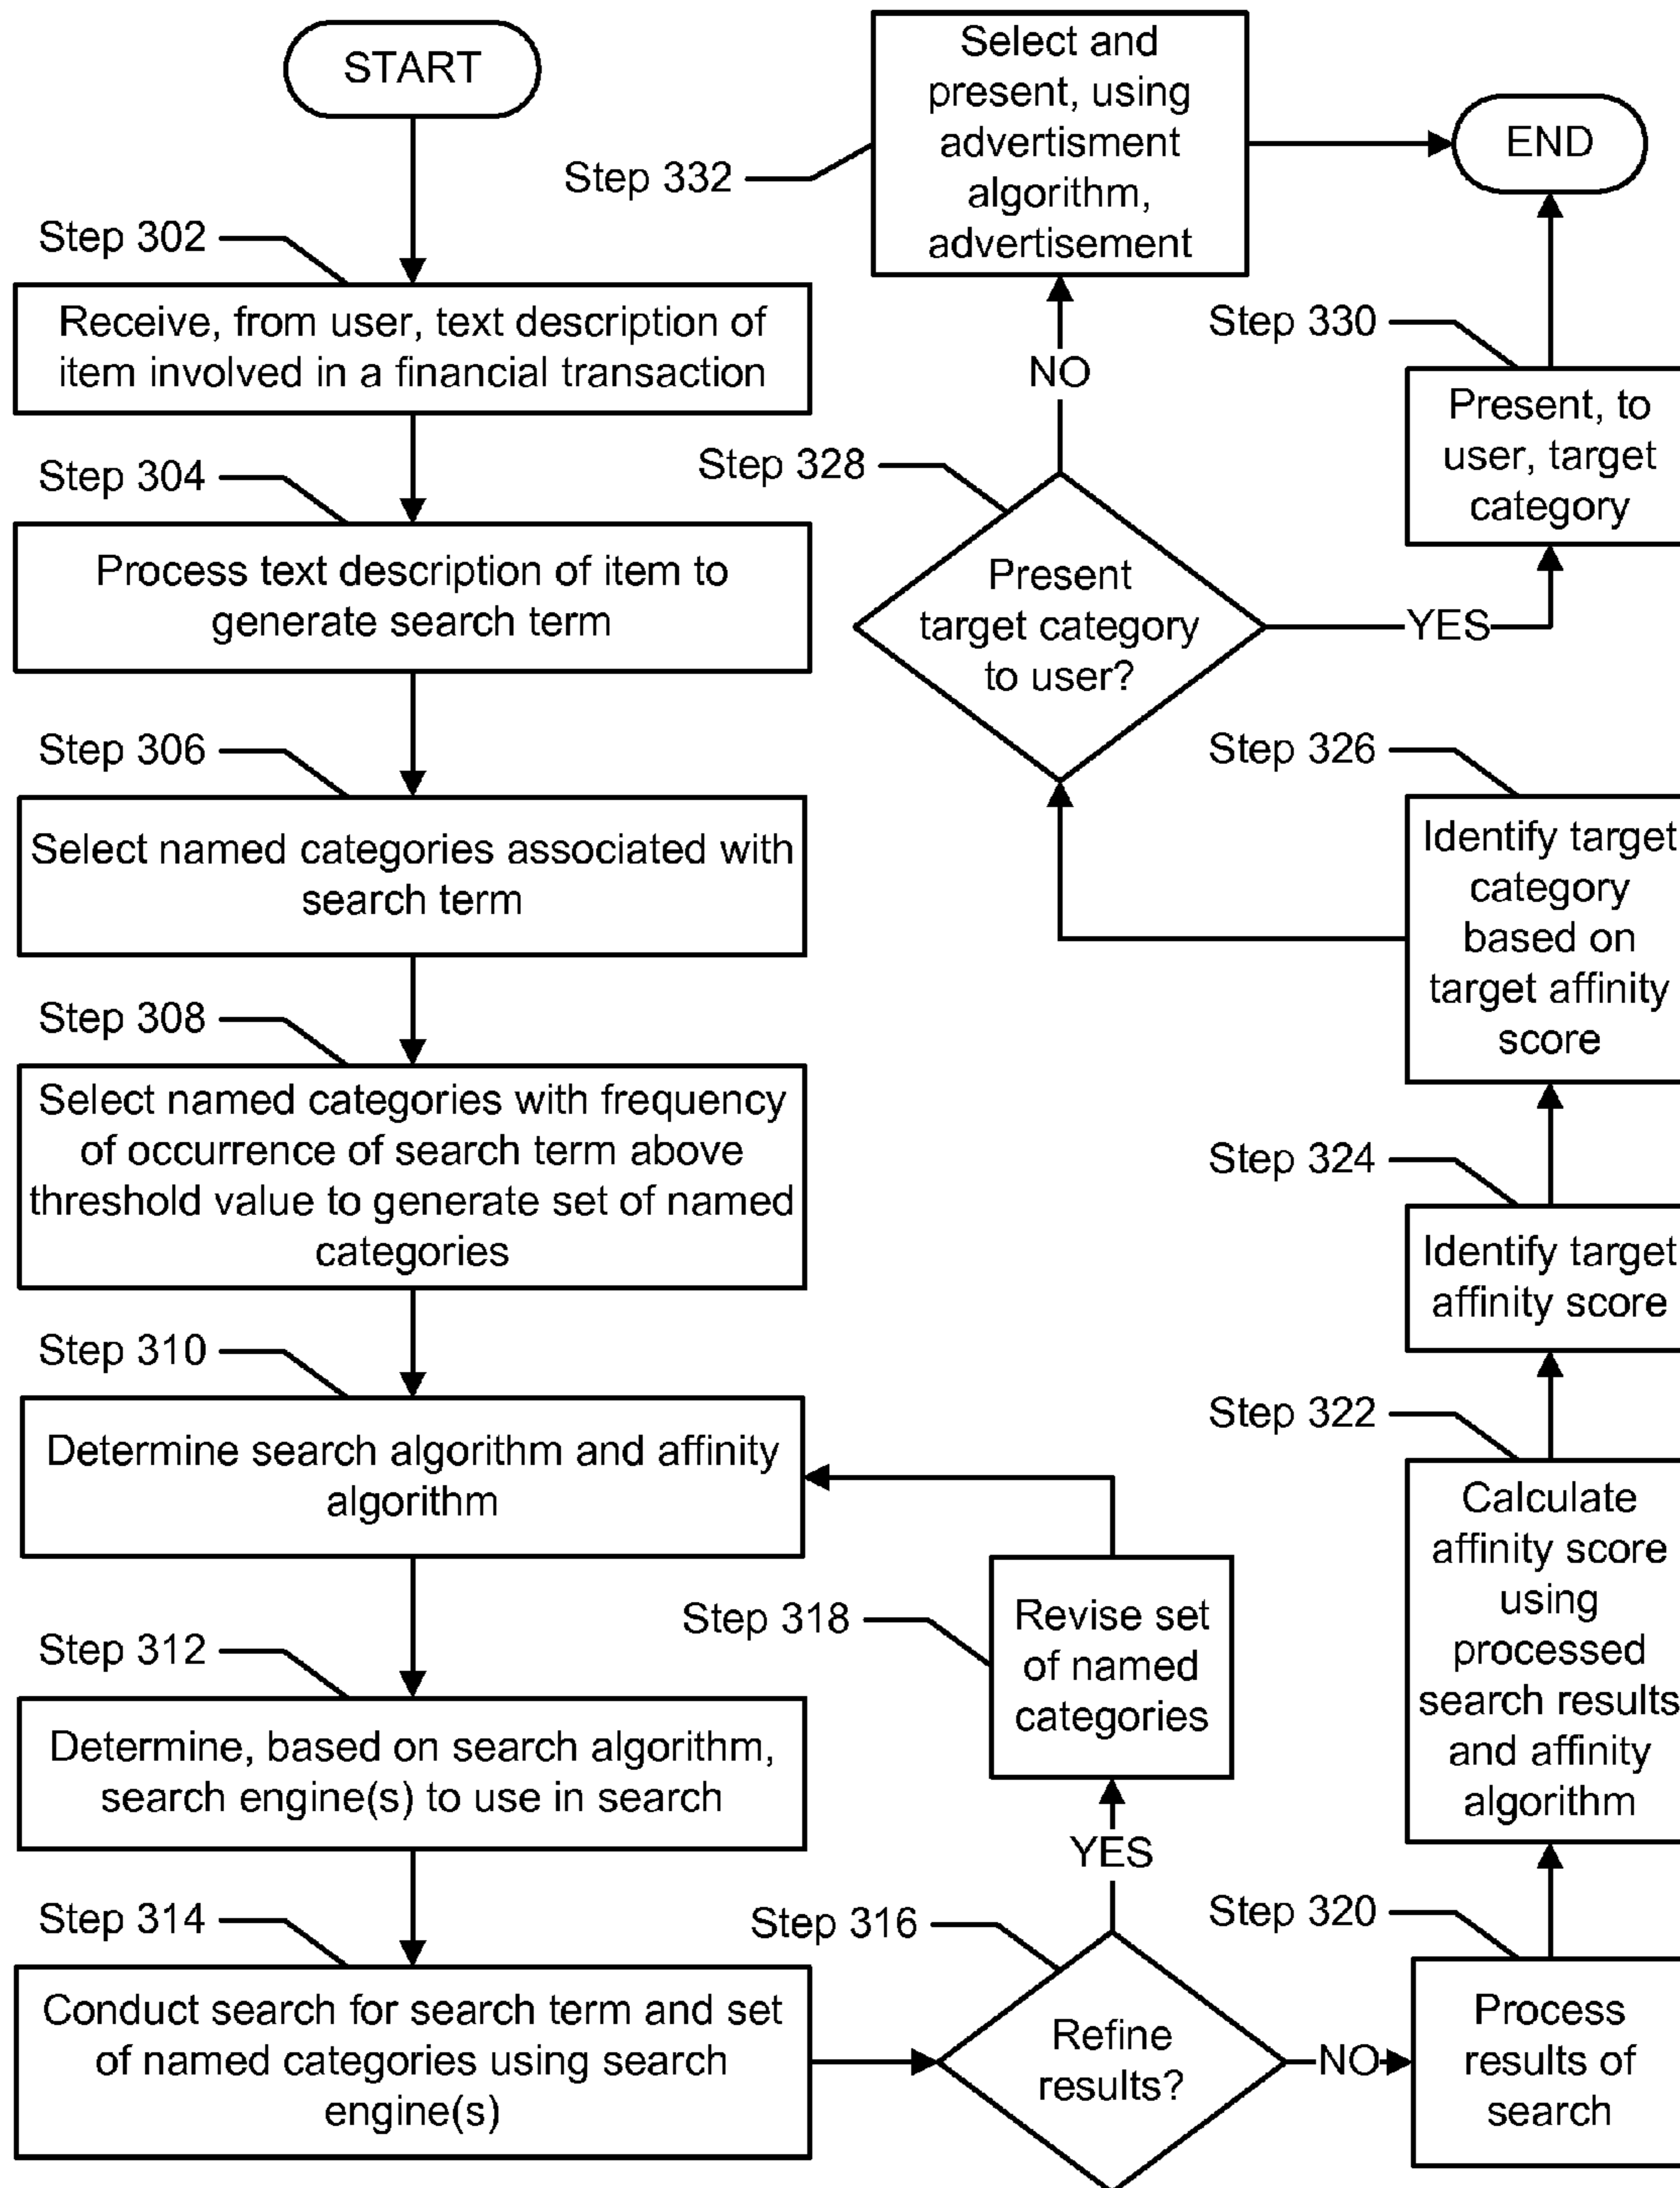 START
Step 302
Receive, from user, text description of
item involved in a financial transaction
Step 304
Process text description of item to
generate search term
Step 306
Select named categories associated with
search term
Step 308
Select named categories with frequency
of occurrence of search term above
threshold value to generate set of named
categories
Step 310
Determine search algorithm and affinity
algorithm
Step 312
Determine, based on search algorithm,
search engine(s) to use in search
Step 314
Conduct search for search term and set
of named categories using search
engine(s)
Step 316
Refine
results?
YES
Step 318
Revise set
of named
categories
NO
Step 320
Process
results of
search
Step 322
Calculate
affinity score
using
processed
search results
and affinity
algorithm
Step 324
Identify target
affinity score
Step 326
Identify target
category
based on
target affinity
score
Step 328
Present
target category
to user?
YES
Step 330
Present, to
user, target
category
NO
Step 332
Select and
present, using
advertisment
algorithm,
advertisement
END